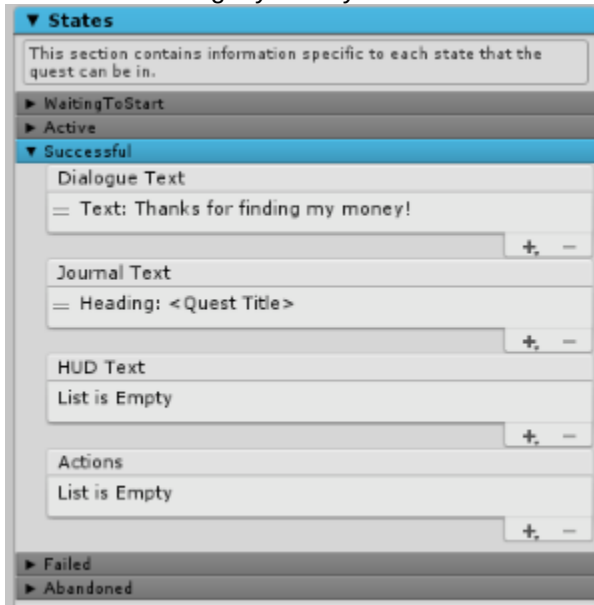 States
This section contains information specific to each state that the
quest can be in.
WaitingToStart
Active
Successful
Dialogue Text
Text: Thanks for finding my money!
Journal Text
Heading: <Quest Title>
HUD Text
List is Empty
Actions
List is Empty
Failed
Abandoned